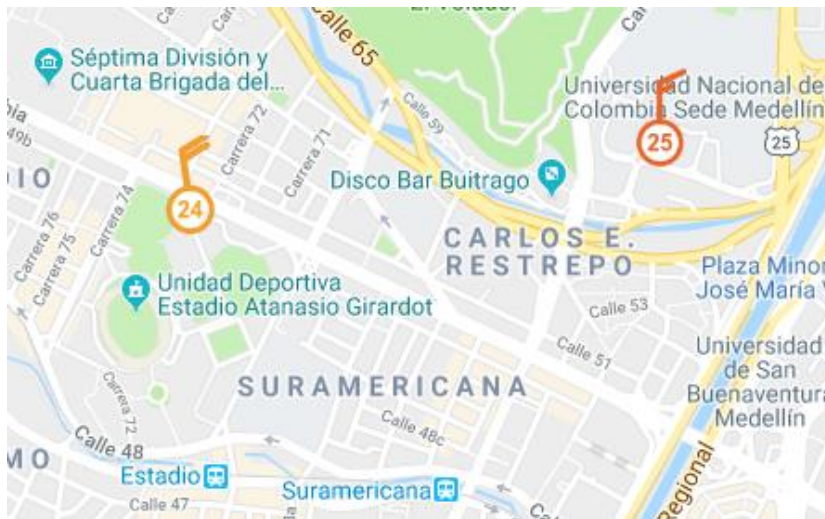 El Volador
Calle 65
Séptima División y
Cuarta Brigada del...
Universidad Nacional de
Colombia Sede Medellín
Calle 59
Carrera 72
Carrera 71
49b
25
25
24
Disco Bar Buitrago
Carrera 74
Carrera 76
Carrera 75
CARLOS E.
RESTREPO
Plaza Minor
José María V
Unidad Deportiva
Estadio Atanasio Girardot
Calle 53
Calle 51
Universidad
de San
Buenaventura
Medellín
SURAMERICANA
Carrera 72
Calle 48c
Calle 48
Estadio
Suramericana
Calle 47
Regional